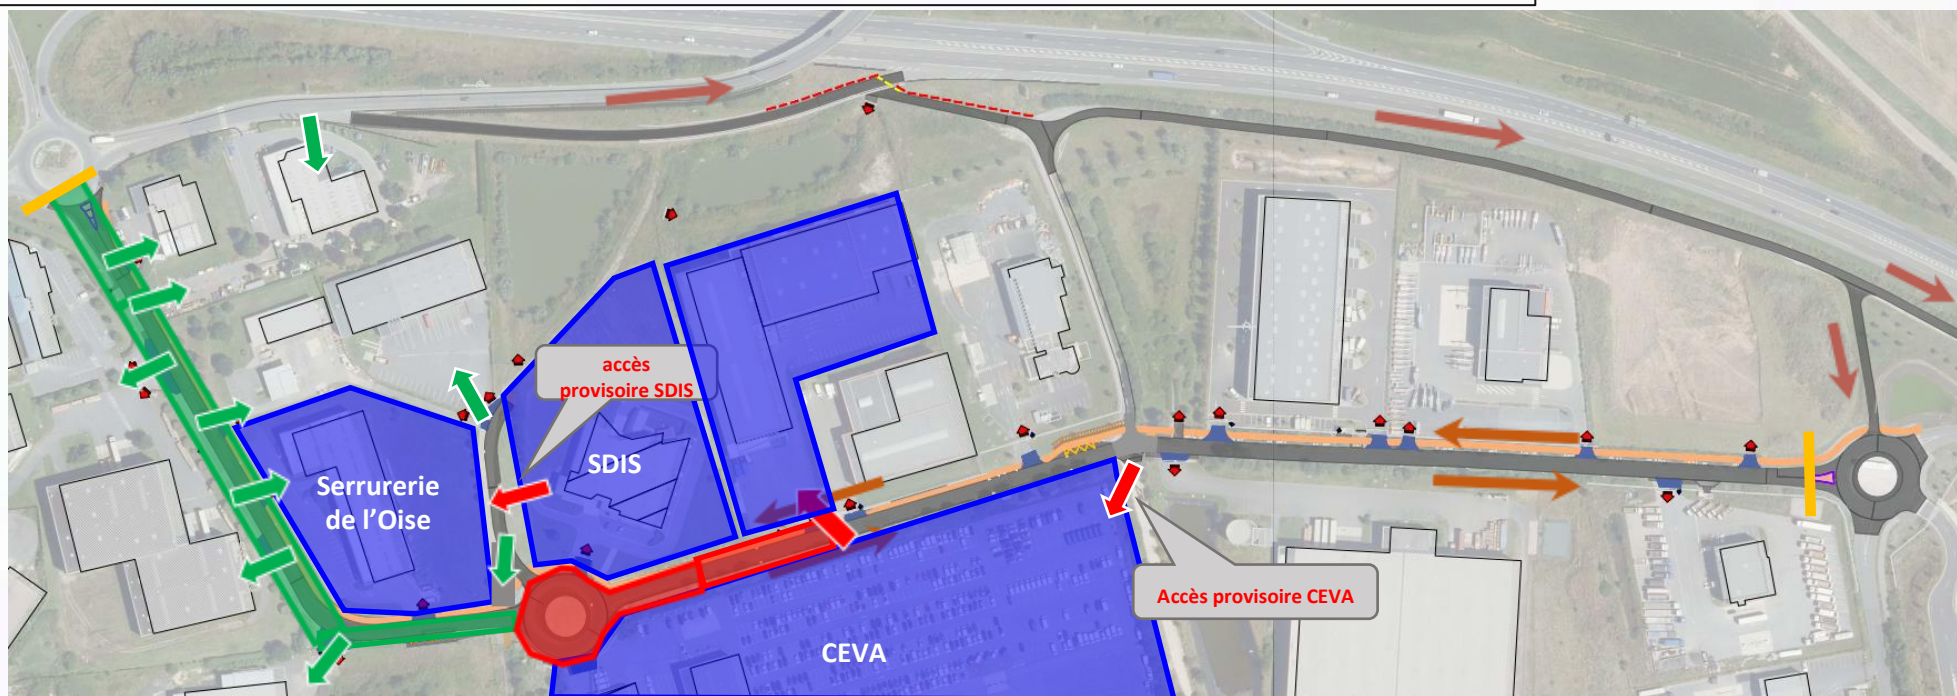 accès
provisoire SDIS
SDIS
Serrurerie
de l’Oise
Accès provisoire CEVA
CEVA